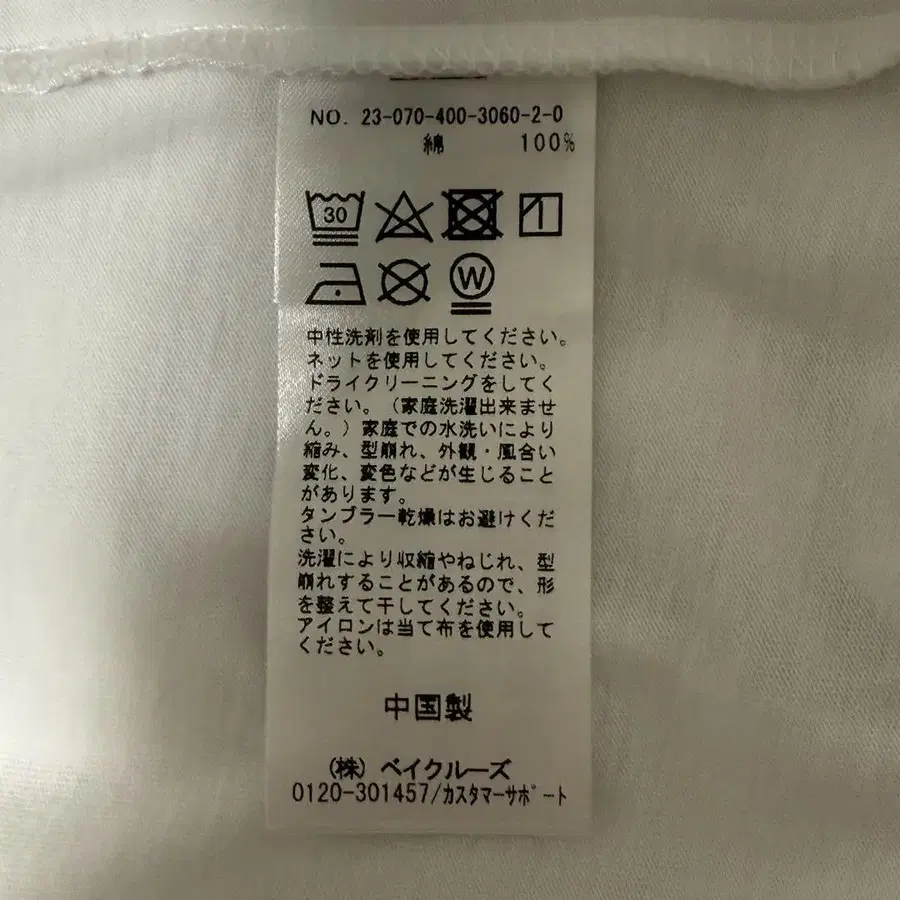 NO. 23-070-400-3060-2-0
綿 100%
30
W
中性洗剤を使用してください。
ネットを使用してください。
ドライクリーニングをしてく
ださい。（家庭洗濯出来ませ
ん。）家庭での水洗いにより
縮み、型崩れ、外観・風合い
変化、変色などが生じること
があります。
タンブラー乾燥はお避けくだ
さい。
洗濯により収縮やねじれ、型
崩れすることがあるので、形
を整えて干してください。
アイロンは当て布を使用して
ください。
中国製
（株）ベイクルーズ
0120-301457/カスタマーサポート